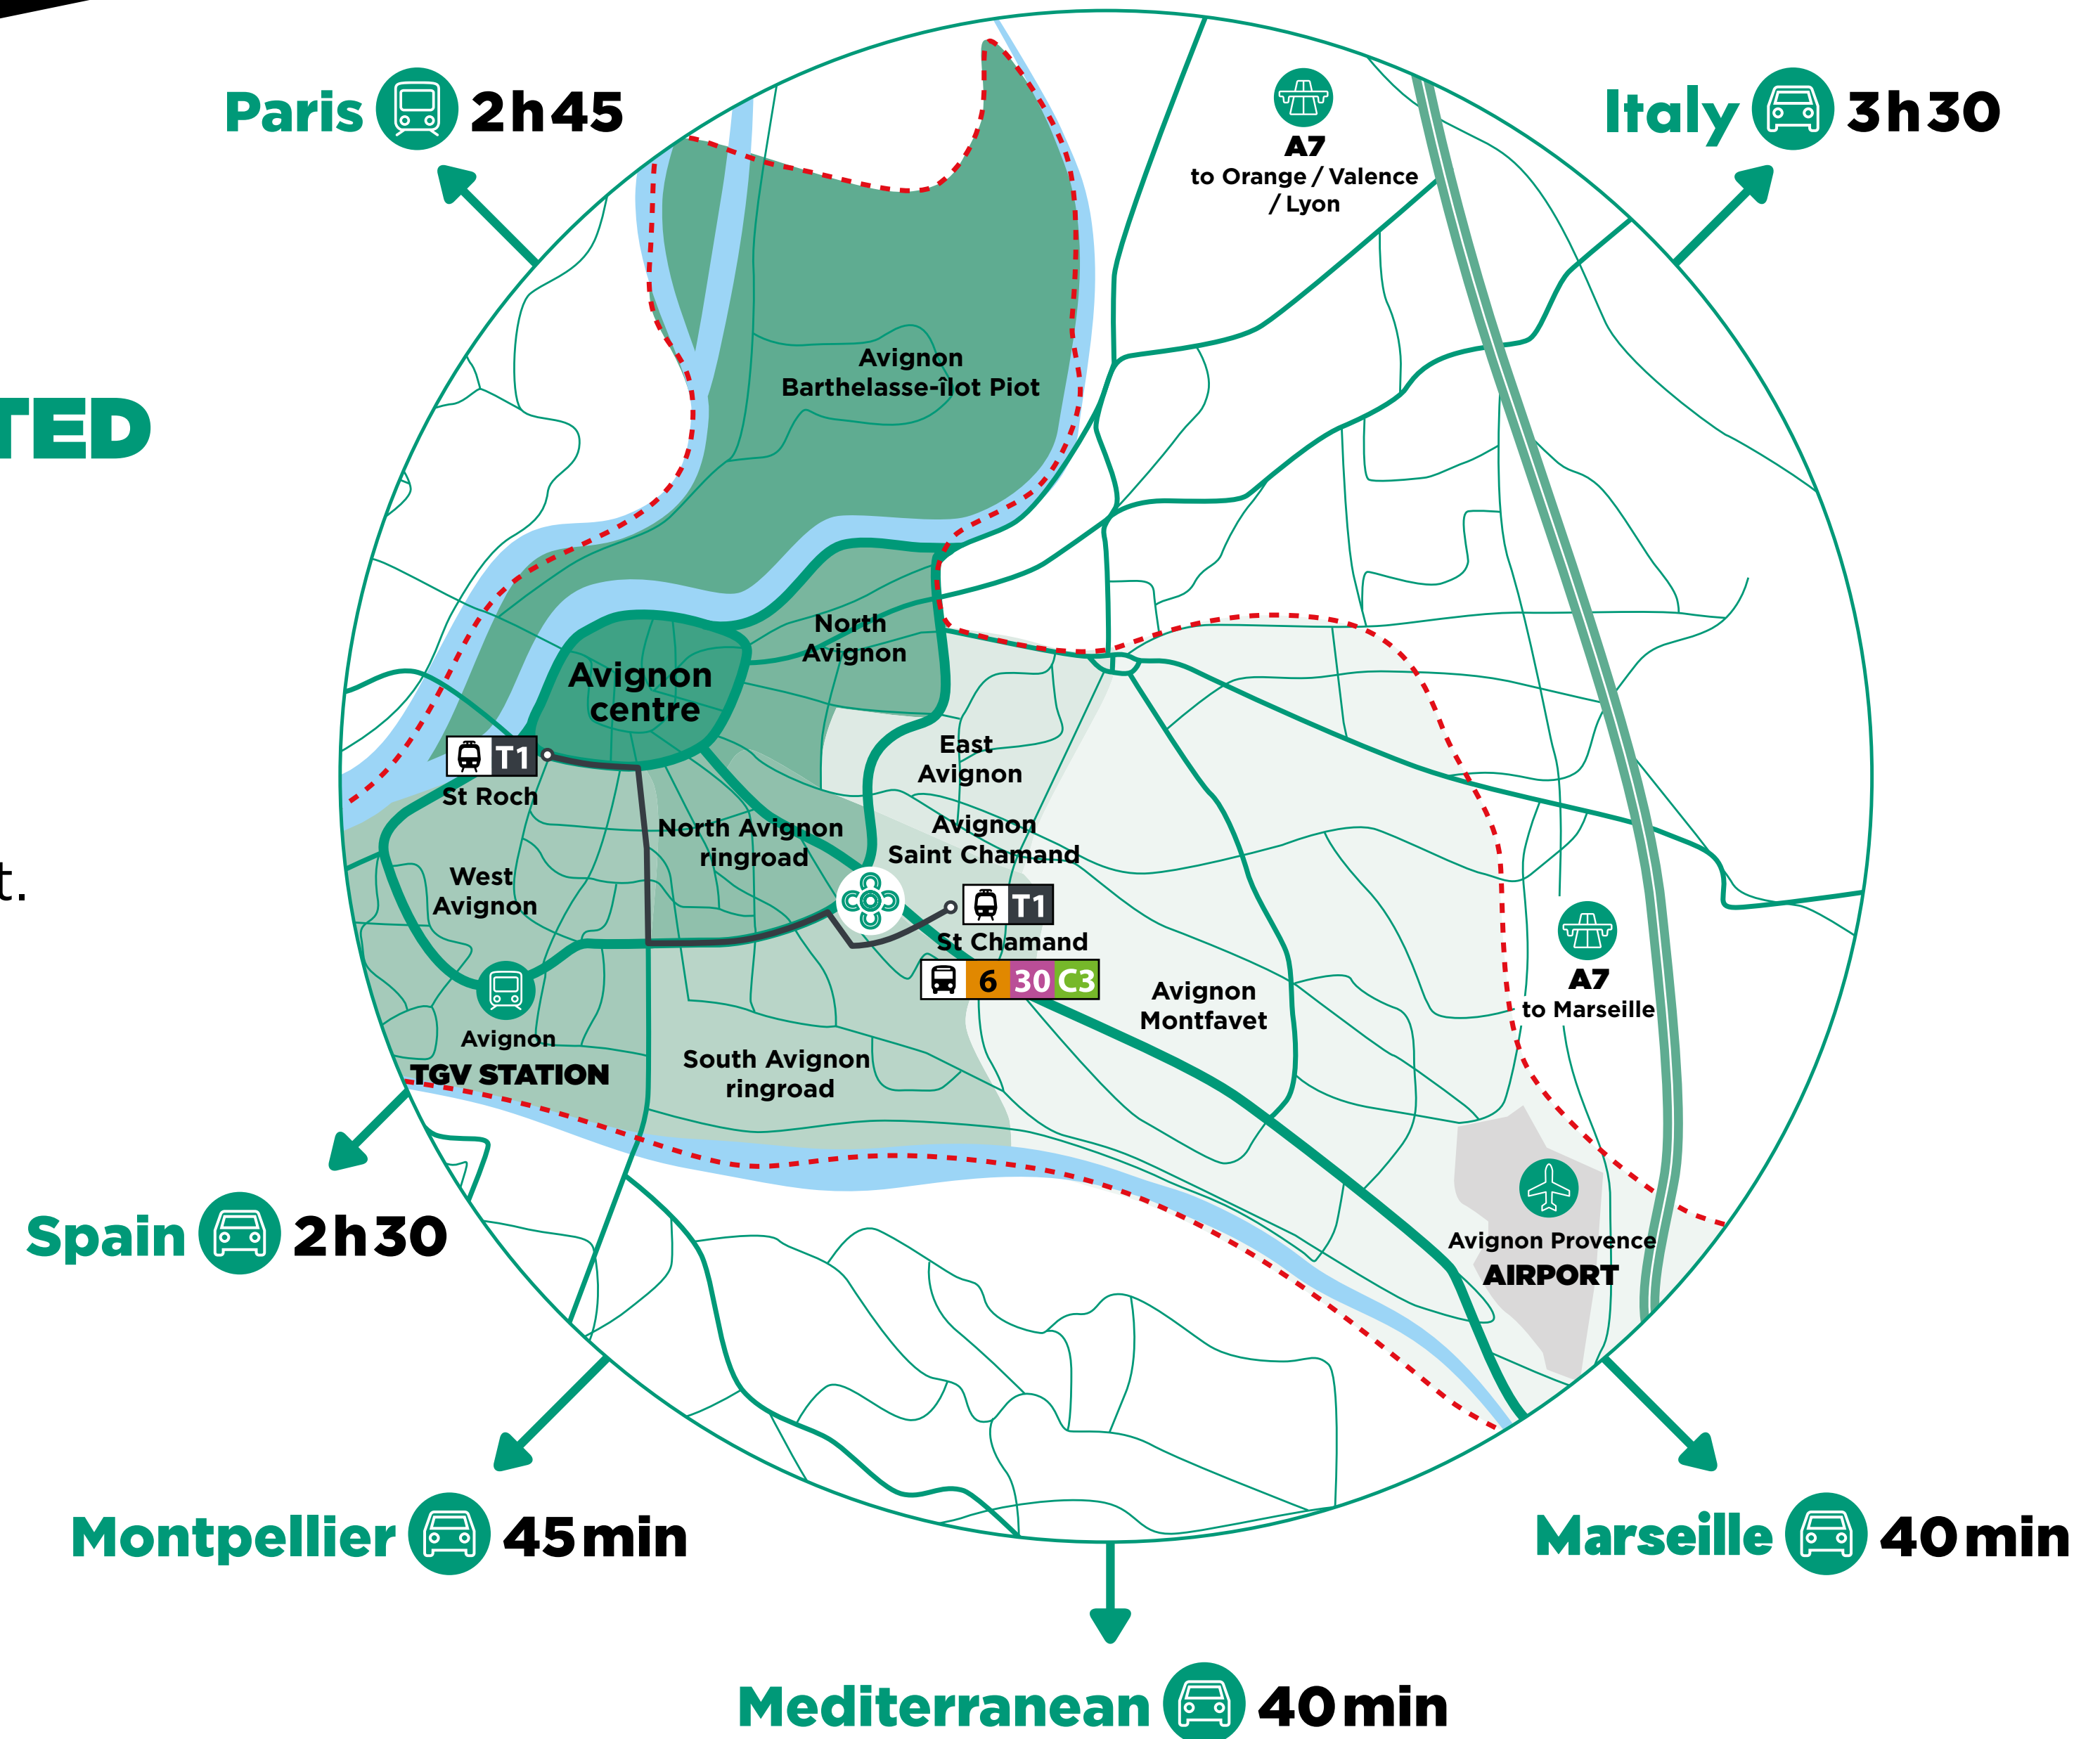 Paris 2h45
Italy 3h30
A7
to Orange / Valence
/ Lyon
Avignon
Barthelasse-îlot Piot
TED
North
Avignon
Avignon
centre
T1
St Roch
East
Avignon
North Avignon
ringroad
Avignon
Saint Chamand
t.
West
Avignon
T1
St Chamand
6 30 C3
A7
to Marseille
Avignon
Montfavet
Avignon
TGV STATION
South Avignon
ringroad
Spain 2h30
Avignon Provence
AIRPORT
Montpellier 45min
Marseille 40min
Mediterranean 40min